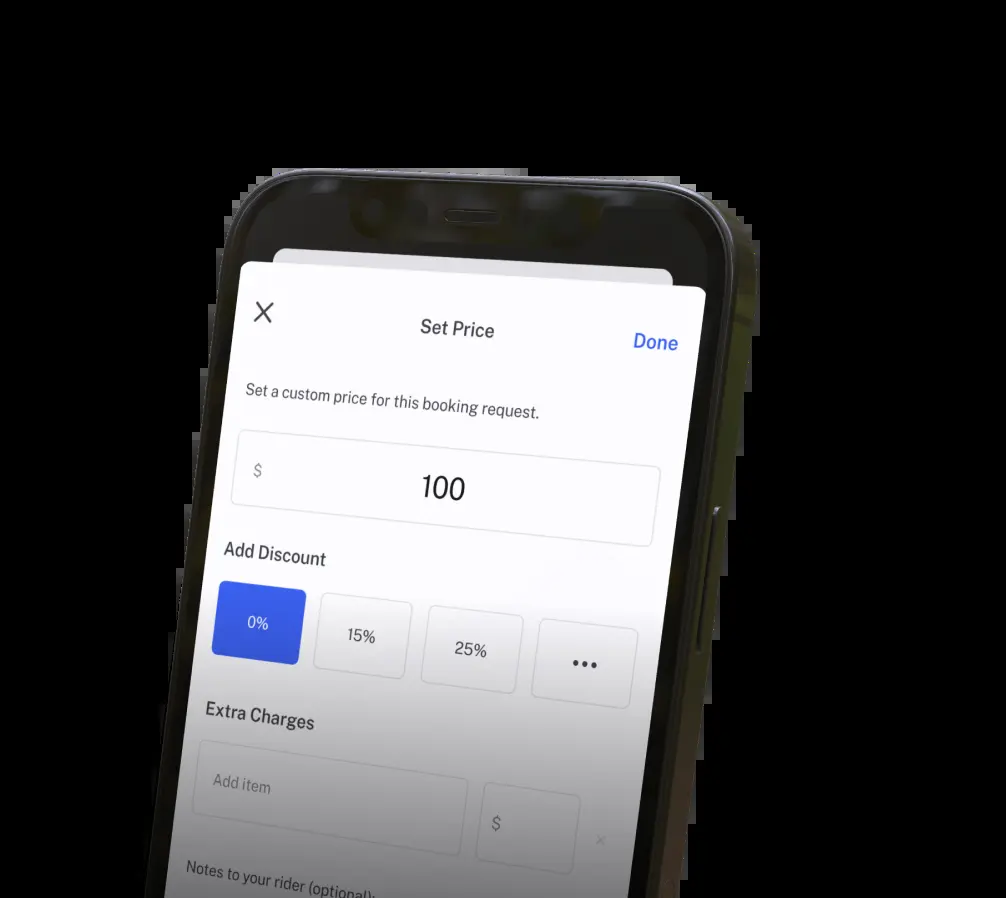 Set Price
Done
Set a custom price for this booking request.
$ 100
Add Discount
0% 15% 25% •••
Extra Charges
Add item $
Notes to your rider (optional):